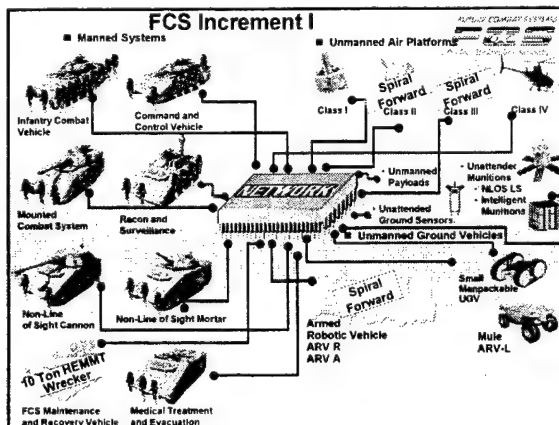 FCS Increment I
FUTURE COMBAT SYSTEMS
FCS
Manned Systems
Unmanned Air Platforms
Infantry Combat
Vehicle
Command and
Control Vehicle
Class I
Spiral
Forward
Class II
Spiral
Forward
Class III
Class IV
Mounted
Combat System
Recon and
Surveillance
NETWORK
Unmanned
Payloads
Unattended
Ground Sensors
Unattended
Munitions
NLOS LS
Intelligent
Munitions
Unmanned Ground Vehicles
Non-Line
of Sight Cannon
Non-Line of Sight Mortar
Spiral
Forward
Armed
Robotic Vehicle
ARV R
ARV A
Small
Manpackable
UGV
Mule
ARV-L
10 Ton HEMMT
Wrecker
FCS Maintenance
and Recovery Vehicle
Medical Treatment
and Evacuation